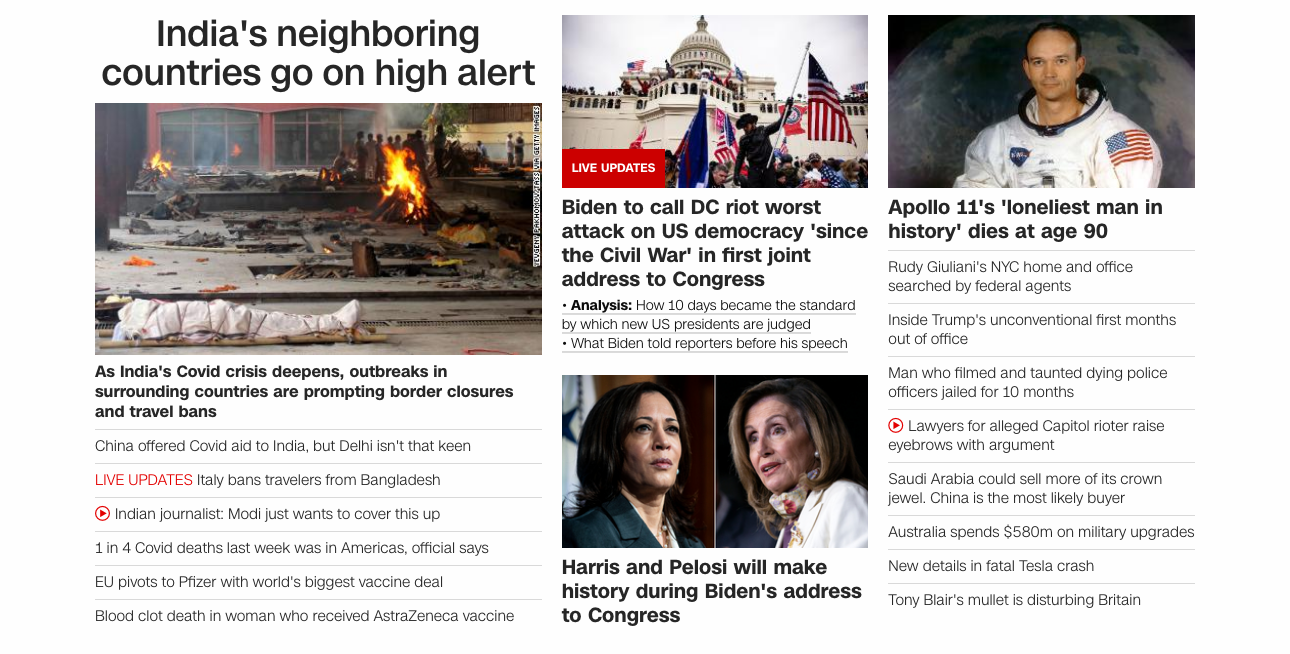 India's neighboring
countries go on high alert
YEVGENY PAKHOMOV/TASS VIA GETTY IMAGES
As India's Covid crisis deepens, outbreaks in
surrounding countries are prompting border closures
and travel bans
China offered Covid aid to India, but Delhi isn't that keen
LIVE UPDATES Italy bans travelers from Bangladesh
Indian journalist: Modi just wants to cover this up
1 in 4 Covid deaths last week was in Americas, official says
EU pivots to Pfizer with world's biggest vaccine deal
Blood clot death in woman who received AstraZeneca vaccine
LIVE UPDATES
Biden to call DC riot worst
attack on US democracy 'since
the Civil War' in first joint
address to Congress
• Analysis: How 10 days became the standard
by which new US presidents are judged
• What Biden told reporters before his speech
Harris and Pelosi will make
history during Biden's address
to Congress
Apollo 11's 'loneliest man in
history' dies at age 90
Rudy Giuliani's NYC home and office
searched by federal agents
Inside Trump's unconventional first months
out of office
Man who filmed and taunted dying police
officers jailed for 10 months
Lawyers for alleged Capitol rioter raise
eyebrows with argument
Saudi Arabia could sell more of its crown
jewel. China is the most likely buyer
Australia spends $580m on military upgrades
New details in fatal Tesla crash
Tony Blair's mullet is disturbing Britain